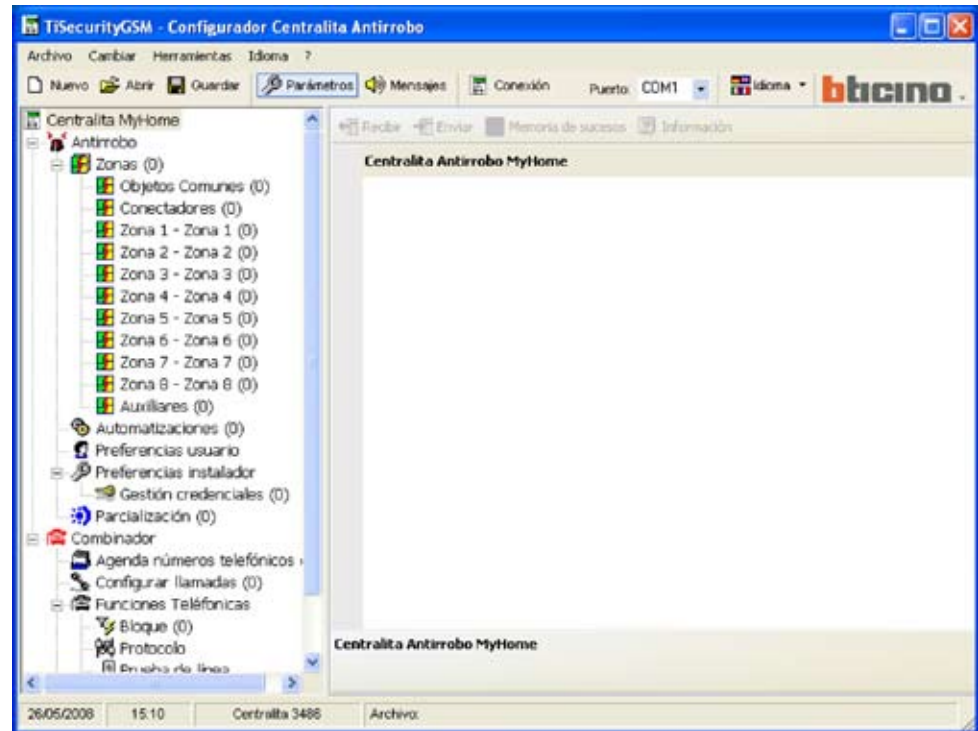 TiSecurityGSM - Configurador Centralita Antirrobo
Archivo Cambiar Herramientas Idioma ?
Nuevo Abrir Guardar Parámetros Mensajes Conexión Puerto: COM1 Idioma bticino
Centralita MyHome
Antirrobo
Zonas (0)
Objetos Comunes (0)
Conectadores (0)
Zona 1 - Zona 1 (0)
Zona 2 - Zona 2 (0)
Zona 3 - Zona 3 (0)
Zona 4 - Zona 4 (0)
Zona 5 - Zona 5 (0)
Zona 6 - Zona 6 (0)
Zona 7 - Zona 7 (0)
Zona 8 - Zona 8 (0)
Auxiliares (0)
Automatizaciones (0)
Preferencias usuario
Preferencias instalador
Gestión credenciales (0)
Parcialización (0)
Combinador
Agenda números telefónicos
Configurar llamadas (0)
Funciones Teléfonicas
Bloque (0)
Protocolo
Prueba de línea
Recibir Enviar Memoria de sucesos Información
Centralita Antirrobo MyHome
Centralita Antirrobo MyHome
26/05/2008 15:10 Centralita 3486 Archivo: